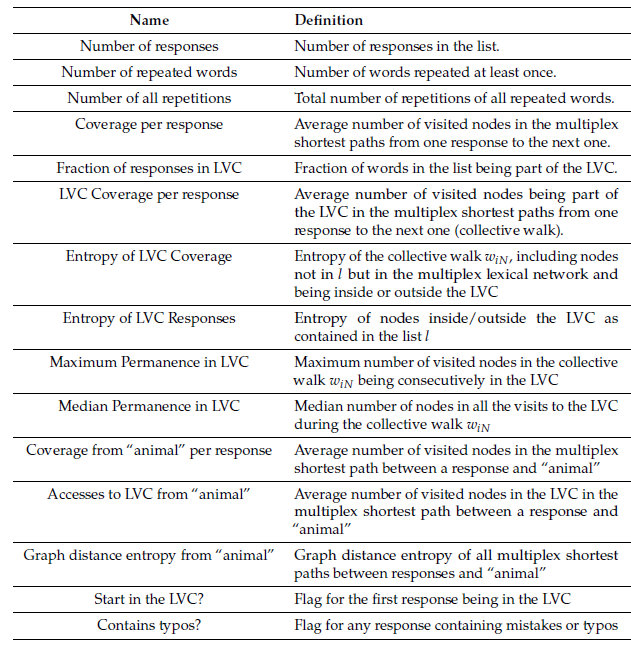 Name Definition
Number of responses Number of responses in the list.
Number of repeated words Number of words repeated at least once.
Number of all repetitions Total number of repetitions of all repeated words.
Coverage per response Average number of visited nodes in the multiplex
shortest paths from one response to the next one.
Fraction of responses in LVC Fraction of words in the list being part of the LVC.
LVC Coverage per response Average number of visited nodes being part of
the LVC in the multiplex shortest paths from one
response to the next one (collective walk).
Entropy of LVC Coverage Entropy of the collective walk w_{iN}, including nodes
not in l but in the multiplex lexical network and
being inside or outside the LVC
Entropy of LVC Responses Entropy of nodes inside/outside the LVC as
contained in the list l
Maximum Permanence in LVC Maximum number of visited nodes in the collective
walk w_{iN} being consecutively in the LVC
Median Permanence in LVC Median number of nodes in all the visits to the LVC
during the collective walk w_{iN}
Coverage from “animal” per response Average number of visited nodes in the multiplex
shortest path between a response and “animal”
Accesses to LVC from “animal” Average number of visited nodes in the LVC in the
multiplex shortest path between a response and
“animal”
Graph distance entropy from “animal” Graph distance entropy of all multiplex shortest
paths between responses and “animal”
Start in the LVC? Flag for the first response being in the LVC
Contains typos? Flag for any response containing mistakes or typos